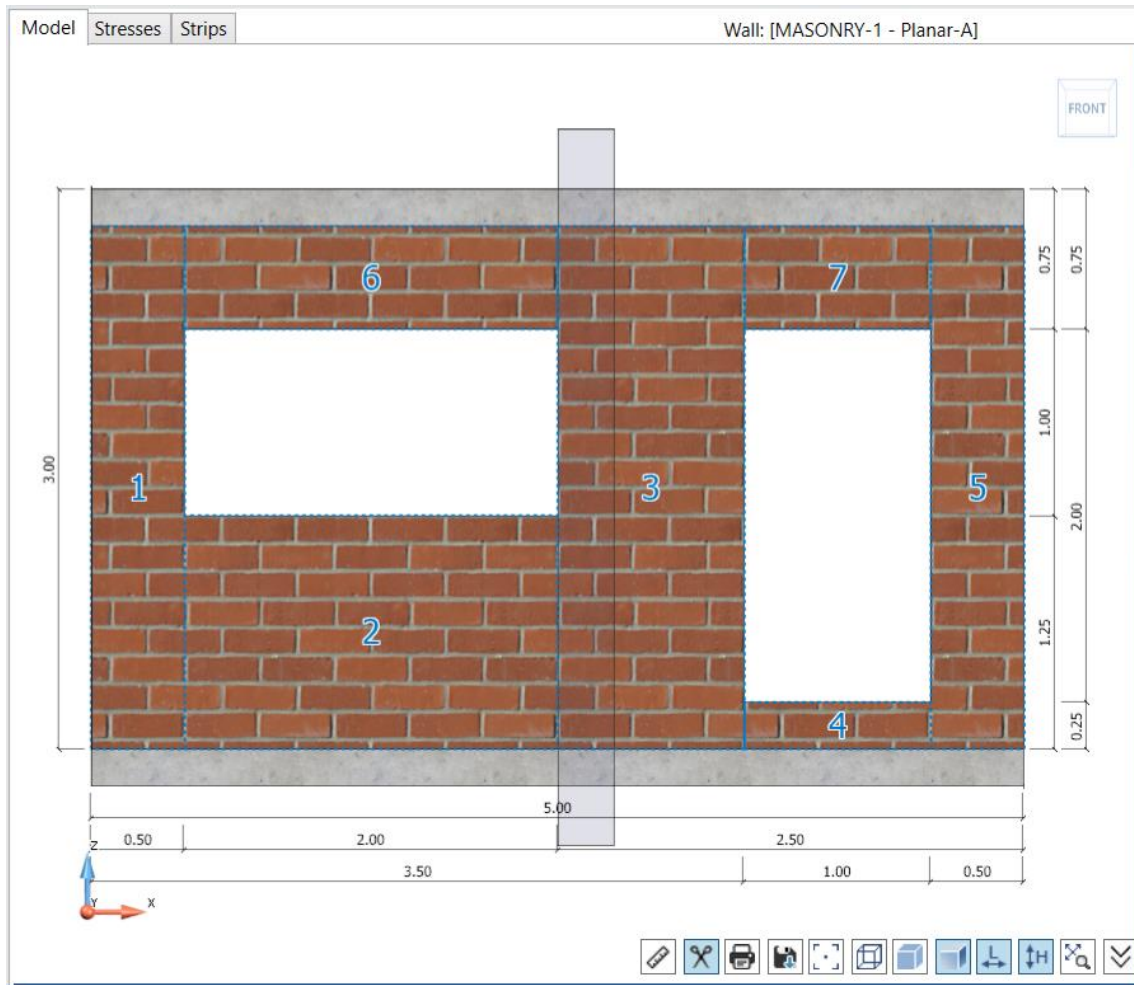 Model Stresses Strips Wall: [MASONRY-1 - Planar-A]
FRONT
0.75 0.75
6 7
3.00
1.00
1 3 5
2.00
2
1.25
4
0.25
5.00
0.50 2.00 2.50
Z
3.50 1.00 0.50
Y X
L H